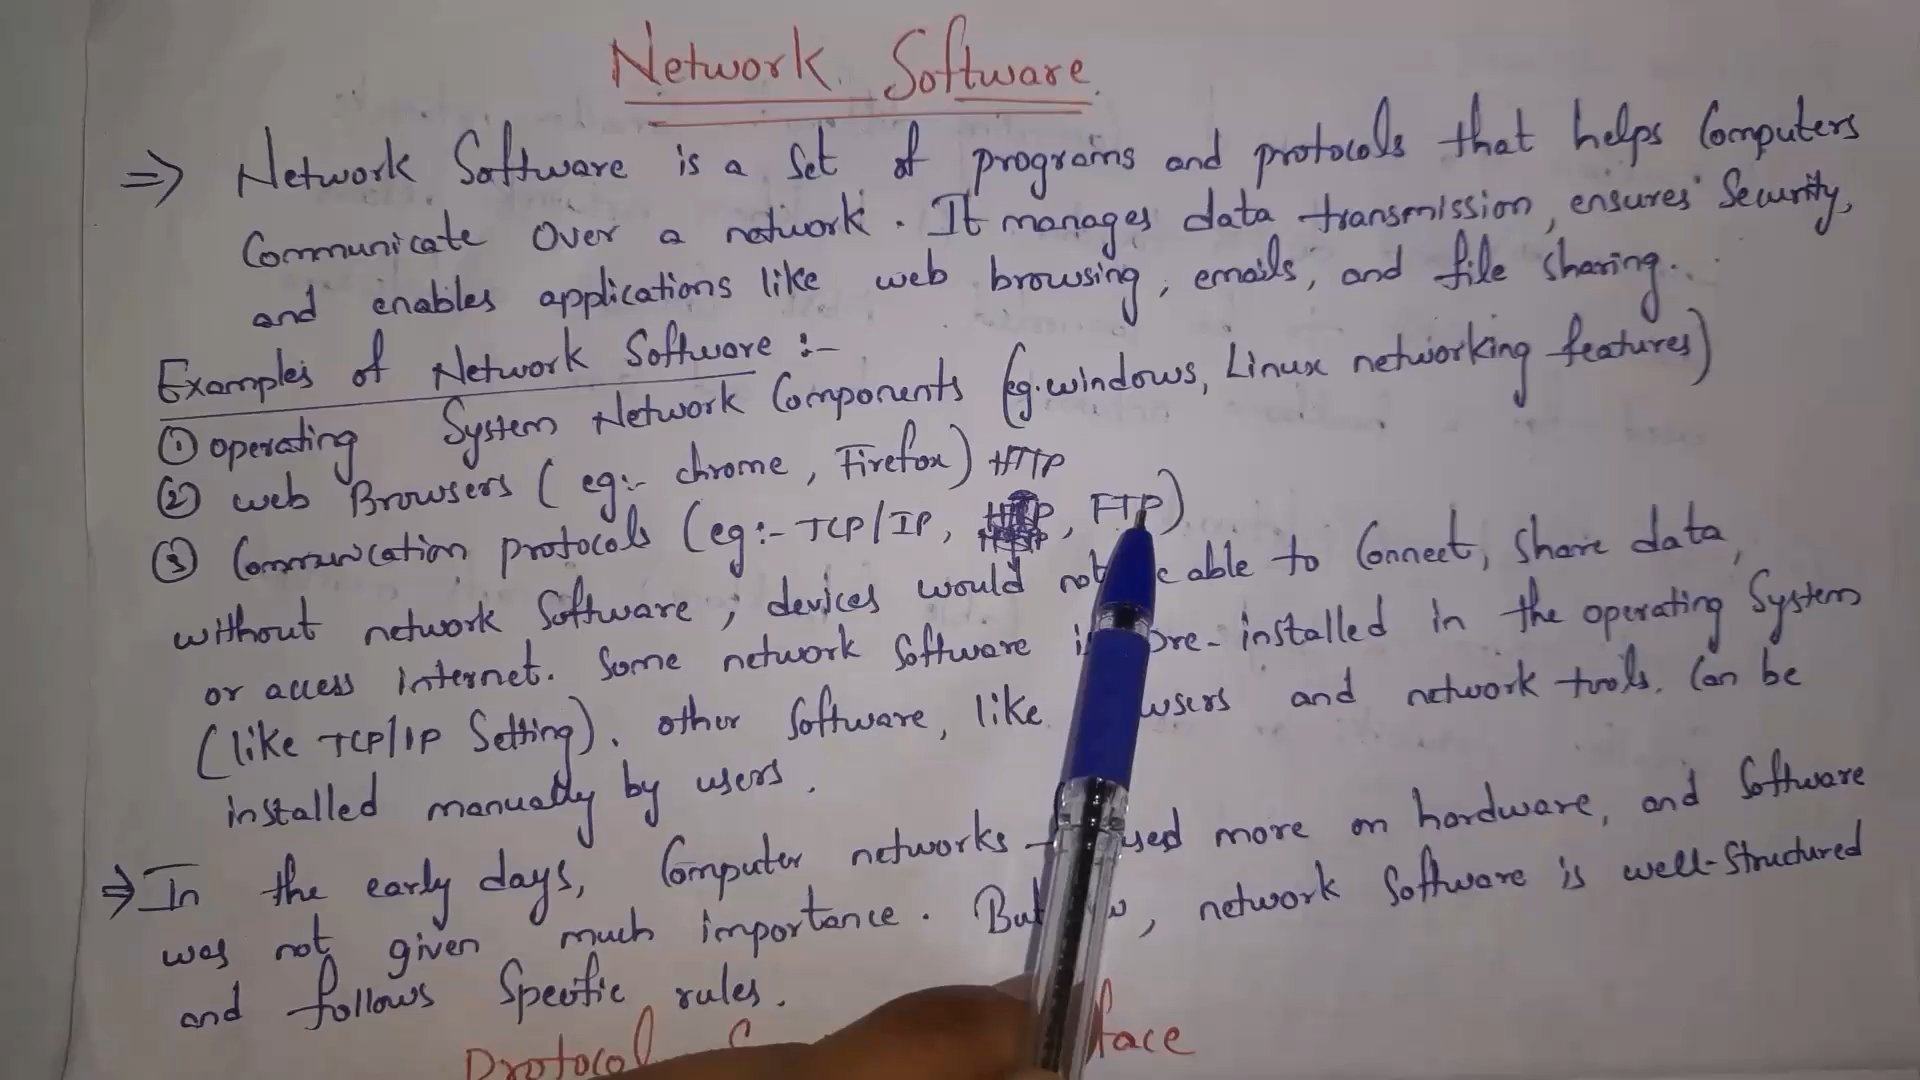 Network Software
⇒ Network Software is a Set of programs and protocols that helps Computers
Communicate over a network. It manages data transmission, ensures Security,
and enables applications like web browsing, emails, and file sharing.
Examples of Network Software :-
① operating System Network Components (eg. windows, Linux networking features)
② web Browsers (eg:- chrome, Firefox) HTTP
③ Communication protocols (eg:- TCP/IP, , FTP)
without network Software, devices would not able to Connect, Share data,
or access internet. Some network Software pre-installed in the operating System
(like TCP/IP Setting). other Software, like and network tools. Can be
installed manually by users.
⇒ In the early days, Computer networks more on hardware, and Software
was not given much importance. But , network Software is well-Structured
and follows Specific rules.
Protocol